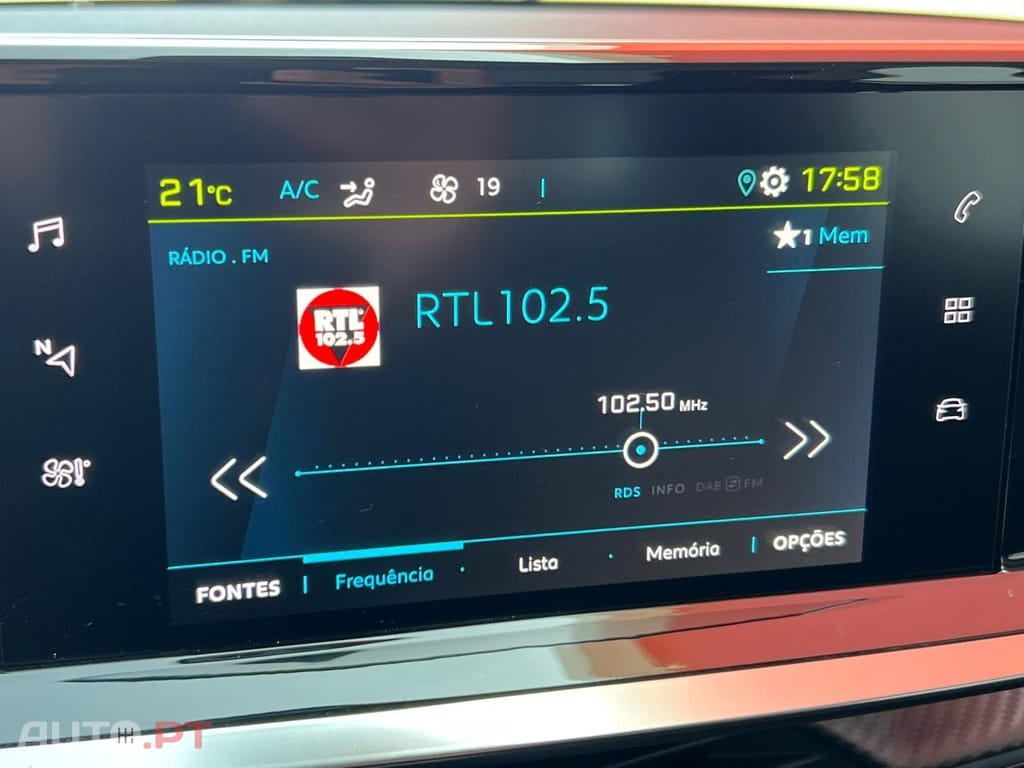 21°C A/C 19 17:58
1 Mem
RÁDIO . FM
RTL
102.5
RTL102.5
102.50 MHz
N
RDS INFO DAB FM
FONTES Frequência Lista Memória OPÇÕES
AUTO.PT